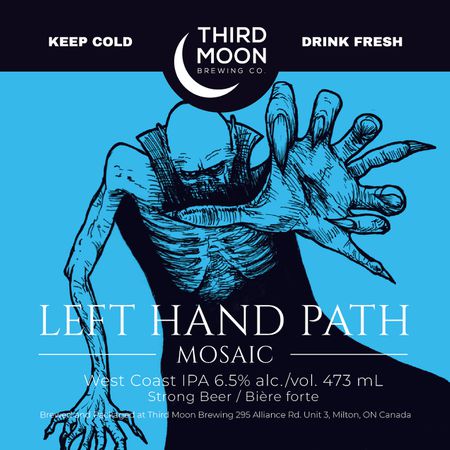 KEEP COLD
THIRD
MOON
BREWING CO.
DRINK FRESH
LEFT HAND PATH
MOSAIC
West Coast IPA 6.5% alc./vol. 473 mL
Strong Beer / Bière forte
Brewed and Packaged at Third Moon Brewing 295 Alliance Rd. Unit 3, Milton, ON Canada